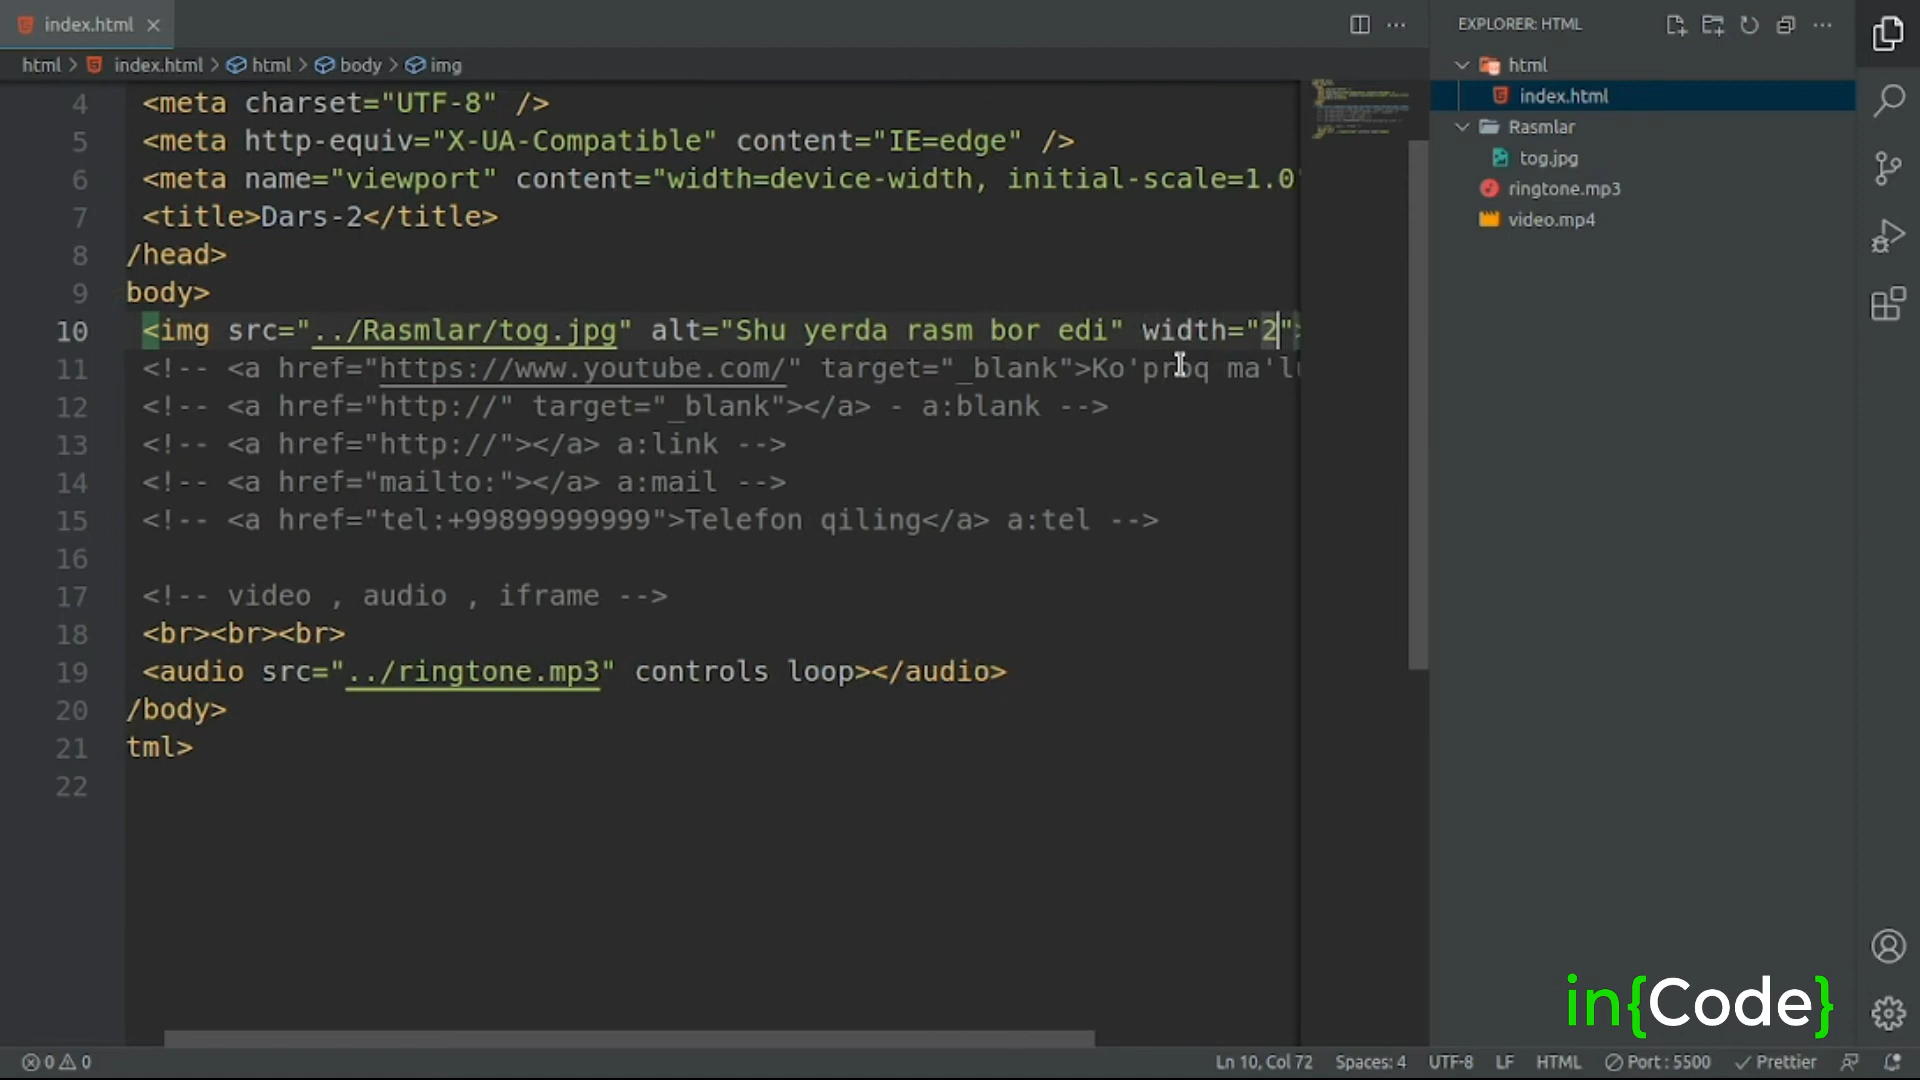 index.html
EXPLORER: HTML
html > index.html > html > body > img
html
index.html
Rasmlar
tog.jpg
ringtone.mp3
video.mp4
4 <meta charset="UTF-8" />
5 <meta http-equiv="X-UA-Compatible" content="IE=edge" />
6 <meta name="viewport" content="width=device-width, initial-scale=1.0"
7 <title>Dars-2</title>
8 /head>
9 body>
10 <img src="../Rasmlar/tog.jpg" alt="Shu yerda rasm bor edi" width="2">
11 <!-- <a href="https://www.youtube.com/" target="_blank">Ko'proq ma'lu
12 <!-- <a href="http://" target="_blank"></a> - a:blank -->
13 <!-- <a href="http://"></a> a:link -->
14 <!-- <a href="mailto:"></a> a:mail -->
15 <!-- <a href="tel:+99899999999">Telefon qiling</a> a:tel -->
16
17 <!-- video , audio , iframe -->
18 <br><br><br>
19 <audio src="../ringtone.mp3" controls loop></audio>
20 /body>
21 tml>
22
in{Code}
0 0 Ln 10, Col 72 Spaces: 4 UTF-8 LF HTML Port : 5500 Prettier